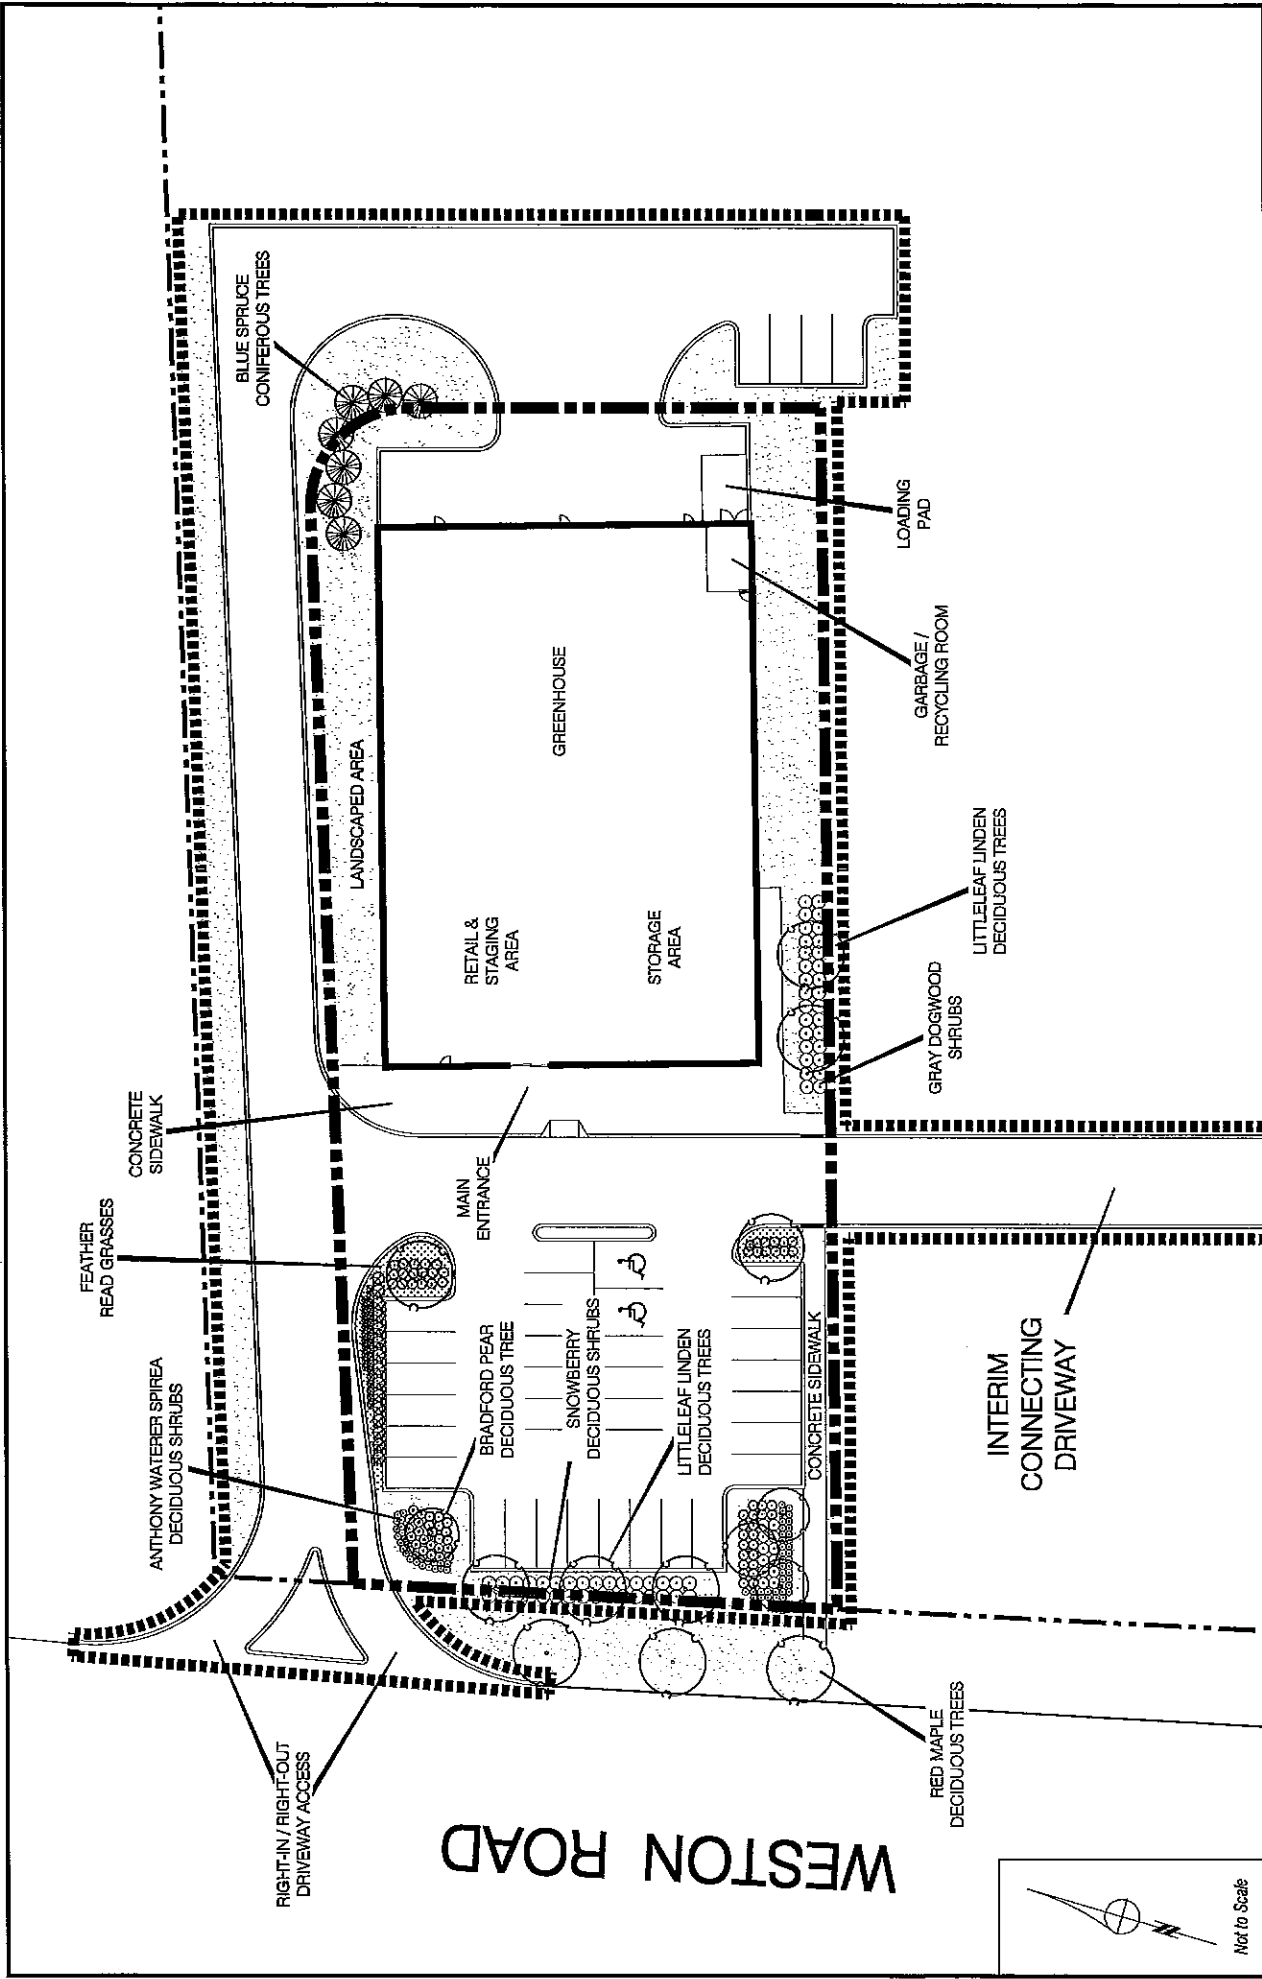 BLUE SPRUCE
CONIFEROUS TREES
CONCRETE
SIDEWALK
FEATHER
READ GRASSES
ANTHONY WATERER SPIREA
DECIDUOUS SHRUBS
RIGHT-IN / RIGHT-OUT
DRIVEWAY ACCESS
LANDSCAPED AREA
GREENHOUSE
RETAIL &
STAGING
AREA
STORAGE
AREA
MAIN
ENTRANCE
BRADFORD PEAR
DECIDUOUS TREE
SNOWBERRY
DECIDUOUS SHRUBS
LITTLELEAF LINDEN
DECIDUOUS TREES
CONCRETE SIDEWALK
LOADING
PAD
GARBAGE /
RECYCLING ROOM
LITTLELEAF LINDEN
DECIDUOUS TREES
GRAY DOGWOOD
SHRUBS
INTERIM
CONNECTING
DRIVEWAY
RED MAPLE
DECIDUOUS TREES
WESTON ROAD
Not to Scale